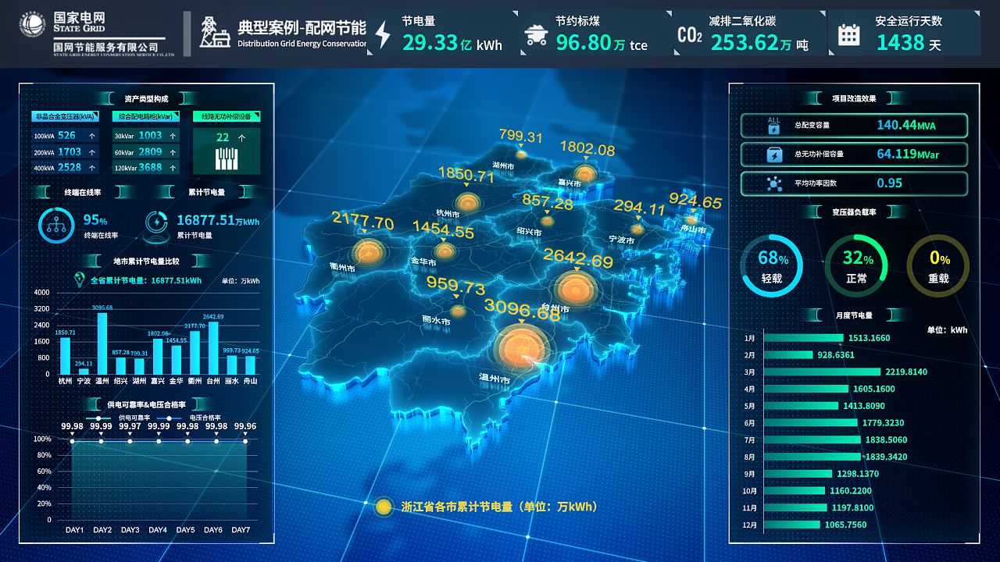 国家电网
STATE GRID
国网节能服务有限公司
STATE GRID ENERGY CONSERVATION SERVICE CO.,LTD
典型案例-配网节能
Distribution Grid Energy Conservation
节电量
29.33 亿 kWh
节约标煤
96.80 万 tce
CO₂
减排二氧化碳
253.62 万 吨
安全运行天数
1438 天
资产类型构成
非晶合金变压器(kVA) 综合配电箱柜(kVar) 线路无功补偿设备
100kVA 526 30kVar 1003 22
200kVA 1703 60kVar 2809
400kVA 2528 120kVar 3688
终端在线率 累计节电量
95% 16877.51万kWh
终端在线率 累计节电量
地市累计节电量比较
全省累计节电量：16877.51kWh 单位：万kWh
4000
3200
2400
1600
800
0
1850.71 294.11 3096.68 857.28 799.31 1802.08 1454.55 2177.70 2642.69 959.73 924.65
杭州 宁波 温州 绍兴 湖州 嘉兴 金华 衢州 台州 丽水 舟山
供电可靠率&电压合格率
供电可靠率 电压合格率
99.98 99.99 99.97 99.99 99.98 99.98 99.96
100%
80%
60%
40%
20%
0
DAY1 DAY2 DAY3 DAY4 DAY5 DAY6 DAY7
799.31
湖州市
1802.08
嘉兴市
1850.71
杭州市
857.28
绍兴市
294.11
宁波市
924.65
舟山市
2177.70
衢州市
1454.55
金华市
2642.69
台州市
959.73
丽水市
3096.68
温州市
浙江省各市累计节电量（单位：万kWh）
项目改造效果
ALL
总配变容量 140.44MVA
总无功补偿容量 64.119MVar
平均功率因数 0.95
变压器负载率
68% 32% 0%
轻载 正常 重载
月度节电量
单位：kWh
1月 1513.1660
2月 928.6361
3月 2219.8140
4月 1605.1600
5月 1413.8090
6月 1779.3230
7月 1838.5060
8月 1839.3420
9月 1298.1370
10月 1160.2200
11月 1197.8100
12月 1065.7560